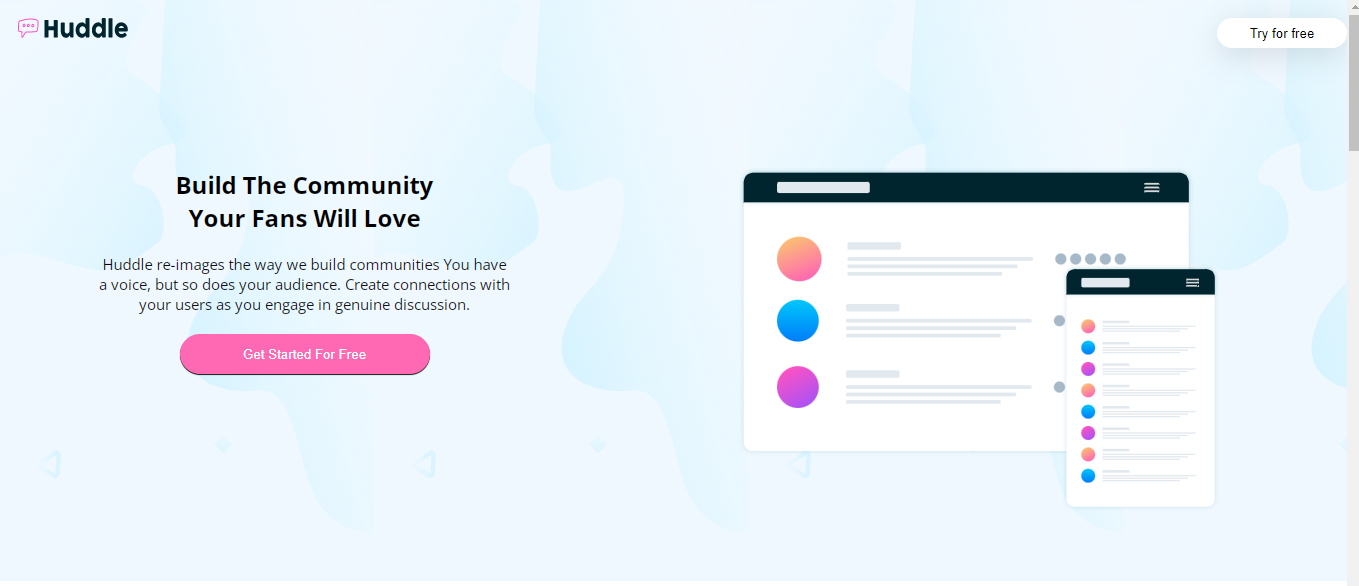 Huddle
Try for free
Build The Community
Your Fans Will Love
Huddle re-images the way we build communities You have
a voice, but so does your audience. Create connections with
your users as you engage in genuine discussion.
Get Started For Free